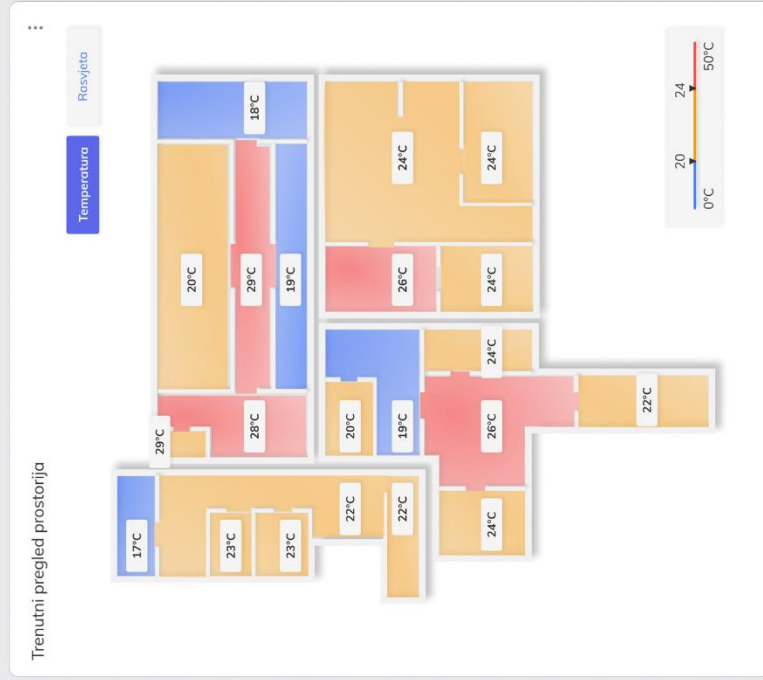 Trenutni pregled prostorija
Temperatura Rasvjeta
17°C
29°C
20°C
23°C
28°C 29°C 18°C
23°C 19°C
22°C 20°C
22°C 19°C 26°C 24°C
24°C 26°C 24°C 24°C 24°C
22°C
20 24
0°C 50°C